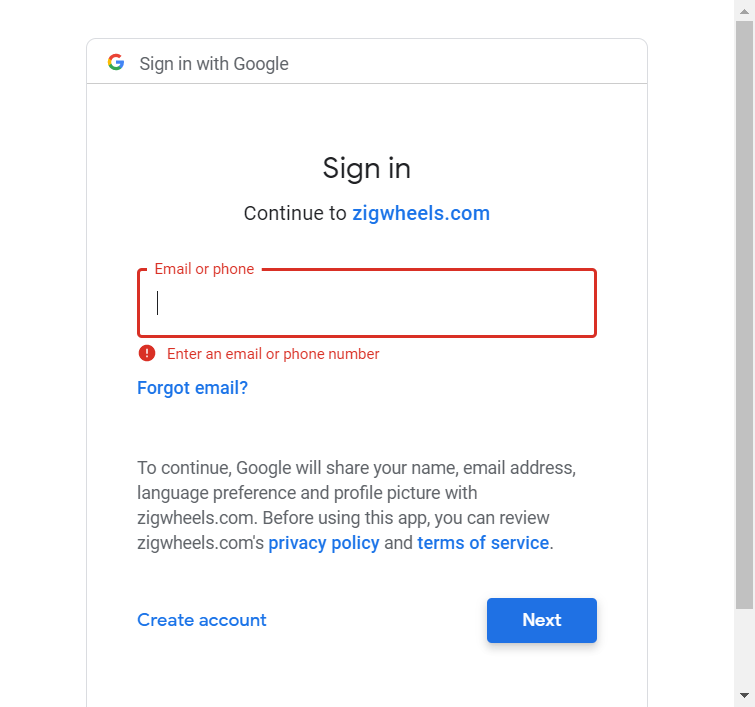 Sign in with Google
Sign in
Continue to zigwheels.com
Email or phone
Enter an email or phone number
Forgot email?
To continue, Google will share your name, email address,
language preference and profile picture with
zigwheels.com. Before using this app, you can review
zigwheels.com's privacy policy and terms of service.
Create account
Next